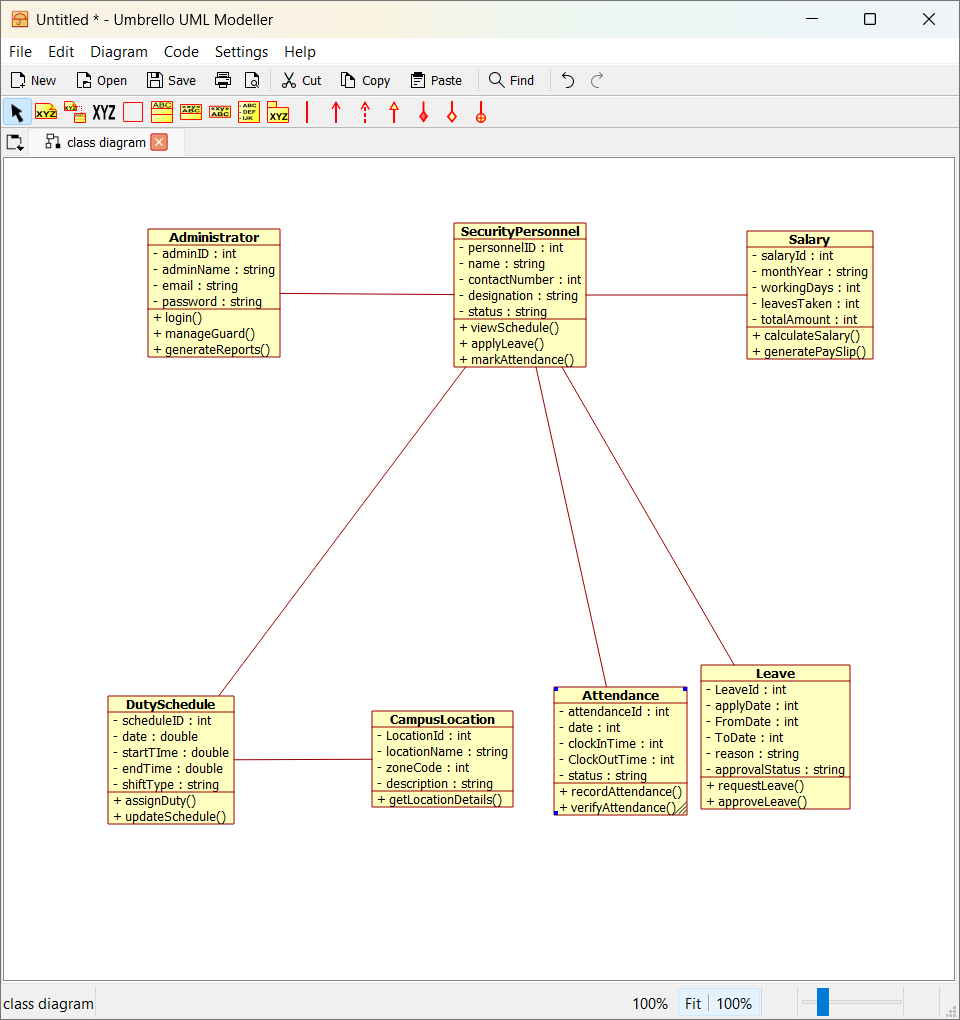 Untitled * - Umbrello UML Modeller
File Edit Diagram Code Settings Help
New Open Save Cut Copy Paste Find
class diagram
Administrator
- adminID : int
- adminName : string
- email : string
- password : string
+ login()
+ manageGuard()
+ generateReports()
SecurityPersonnel
- personnelID : int
- name : string
- contactNumber : int
- designation : string
- status : string
+ viewSchedule()
+ applyLeave()
+ markAttendance()
Salary
- salaryId : int
- monthYear : string
- workingDays : int
- leavesTaken : int
- totalAmount : int
+ calculateSalary()
+ generatePaySlip()
DutySchedule
- scheduleID : int
- date : double
- startTIme : double
- endTime : double
- shiftType : string
+ assignDuty()
+ updateSchedule()
CampusLocation
- LocationId : int
- locationName : string
- zoneCode : int
- description : string
+ getLocationDetails()
Attendance
- attendanceId : int
- date : int
- clockInTime : int
- ClockOutTime : int
- status : string
+ recordAttendance()
+ verifyAttendance()
Leave
- LeaveId : int
- applyDate : int
- FromDate : int
- ToDate : int
- reason : string
- approvalStatus : string
+ requestLeave()
+ approveLeave()
class diagram
100% Fit 100%